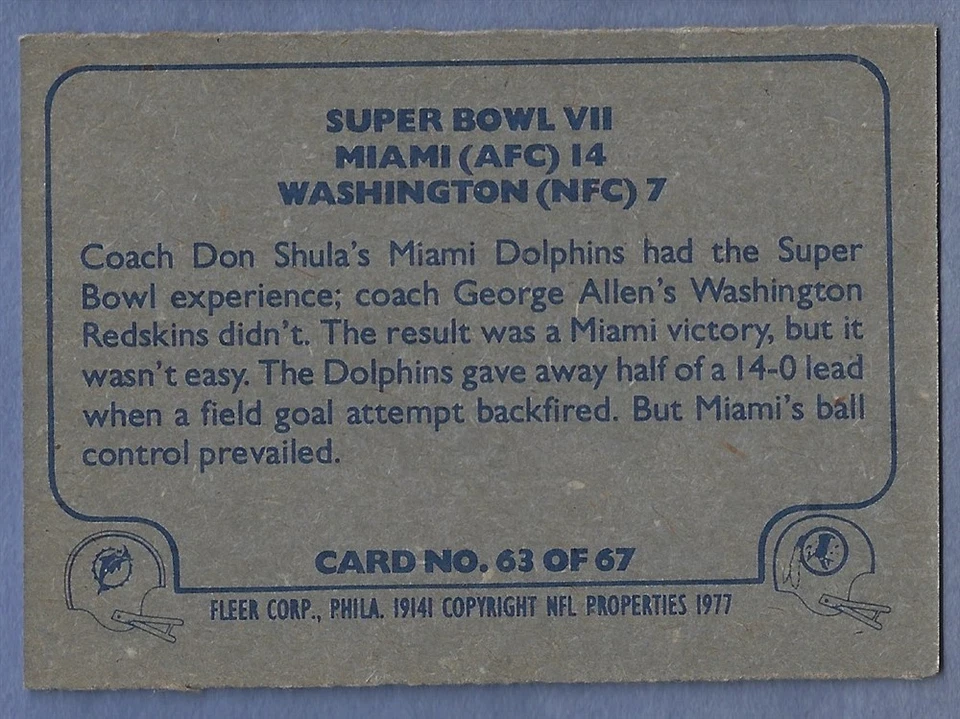 SUPER BOWL VII
MIAMI (AFC) 14
WASHINGTON (NFC) 7
Coach Don Shula's Miami Dolphins had the Super
Bowl experience; coach George Allen's Washington
Redskins didn't. The result was a Miami victory, but it
wasn't easy. The Dolphins gave away half of a 14-0 lead
when a field goal attempt backfired. But Miami's ball
control prevailed.
CARD NO. 63 OF 67
FLEER CORP., PHILA. 19141 COPYRIGHT NFL PROPERTIES 1977